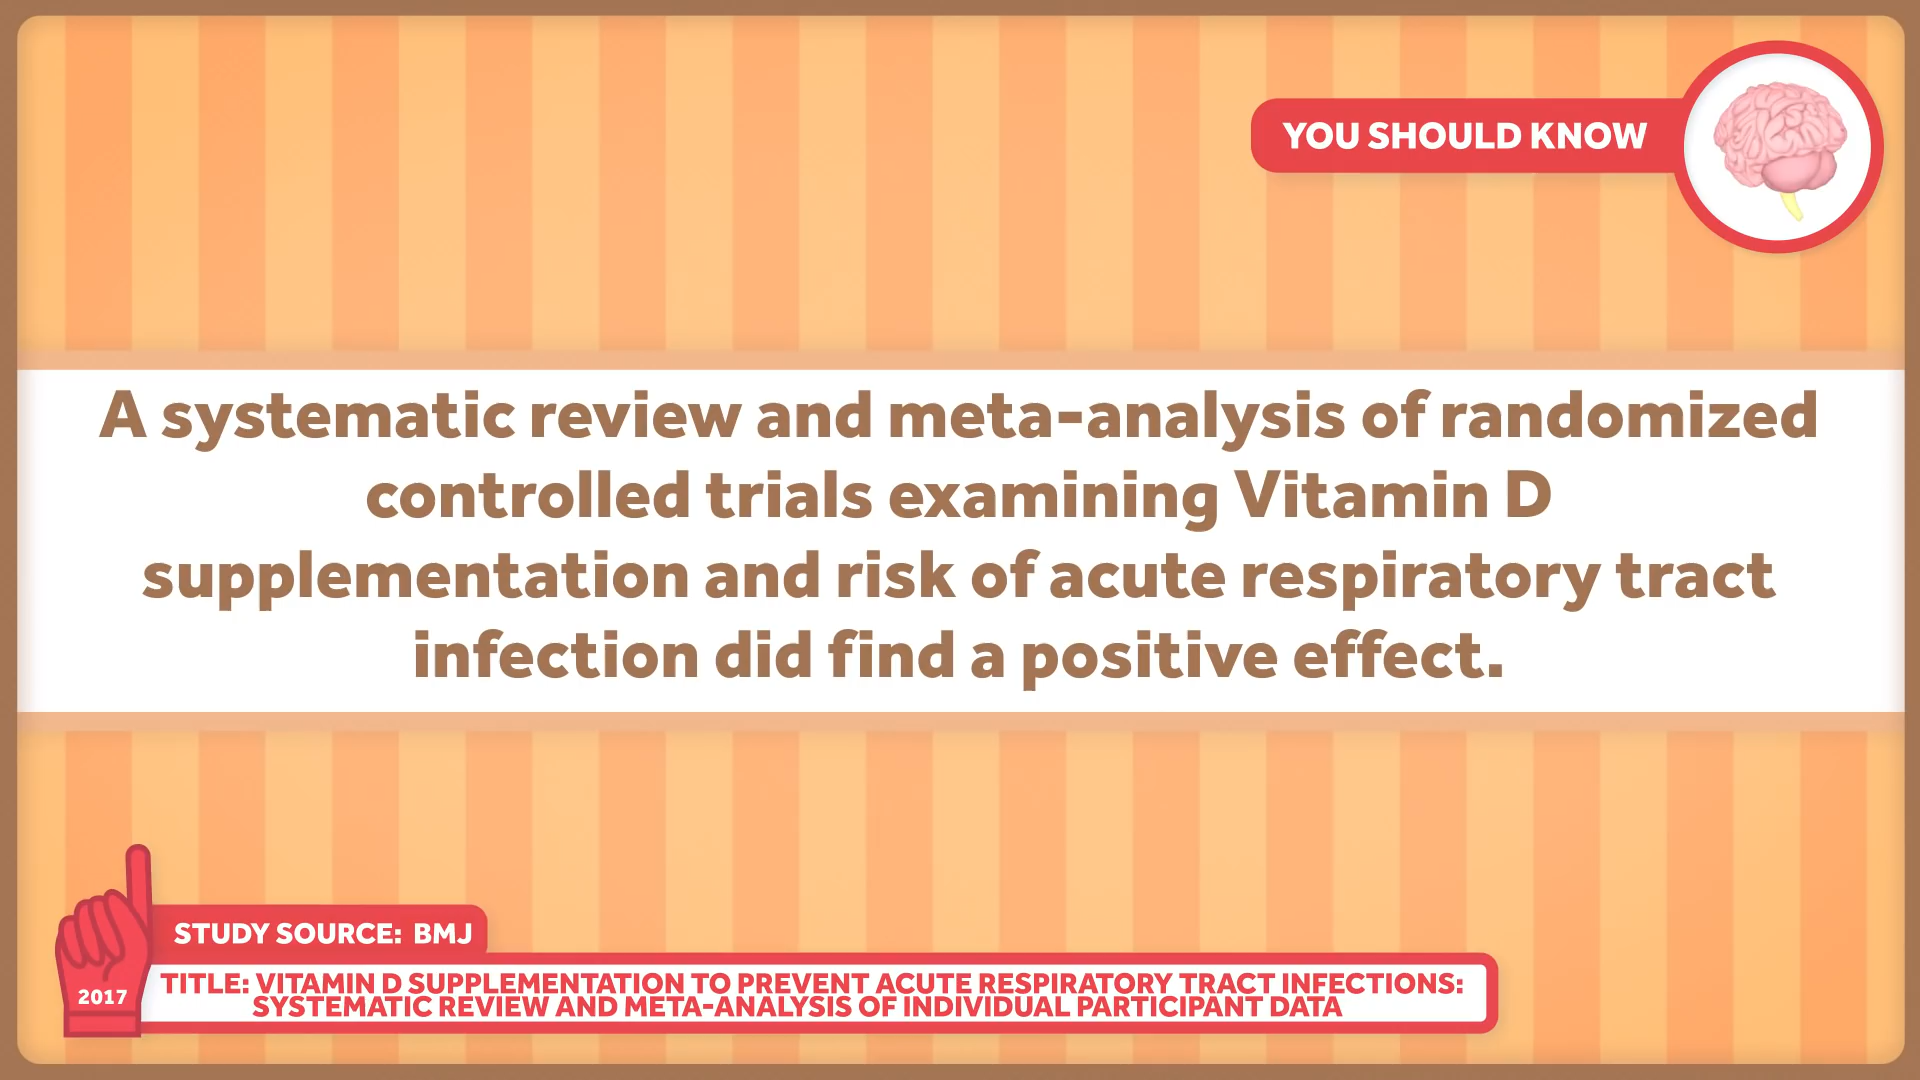 YOU SHOULD KNOW
A systematic review and meta-analysis of randomized
controlled trials examining Vitamin D
supplementation and risk of acute respiratory tract
infection did find a positive effect.
STUDY SOURCE: BMJ
2017
TITLE: VITAMIN D SUPPLEMENTATION TO PREVENT ACUTE RESPIRATORY TRACT INFECTIONS:
SYSTEMATIC REVIEW AND META-ANALYSIS OF INDIVIDUAL PARTICIPANT DATA